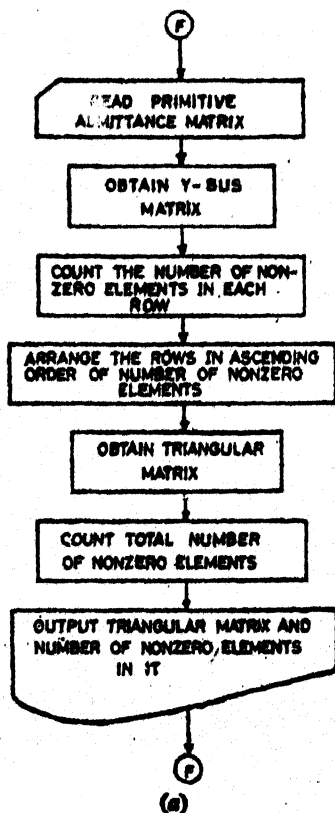 F
READ PRIMITIVE
ADMITTANCE MATRIX
OBTAIN Y-BUS
MATRIX
COUNT THE NUMBER OF NON-
ZERO ELEMENTS IN EACH
ROW
ARRANGE THE ROWS IN ASCENDING
ORDER OF NUMBER OF NONZERO
ELEMENTS
OBTAIN TRIANGULAR
MATRIX
COUNT TOTAL NUMBER
OF NONZERO ELEMENTS
OUTPUT TRIANGULAR MATRIX AND
NUMBER OF NONZERO ELEMENTS
IN IT
F
(a)